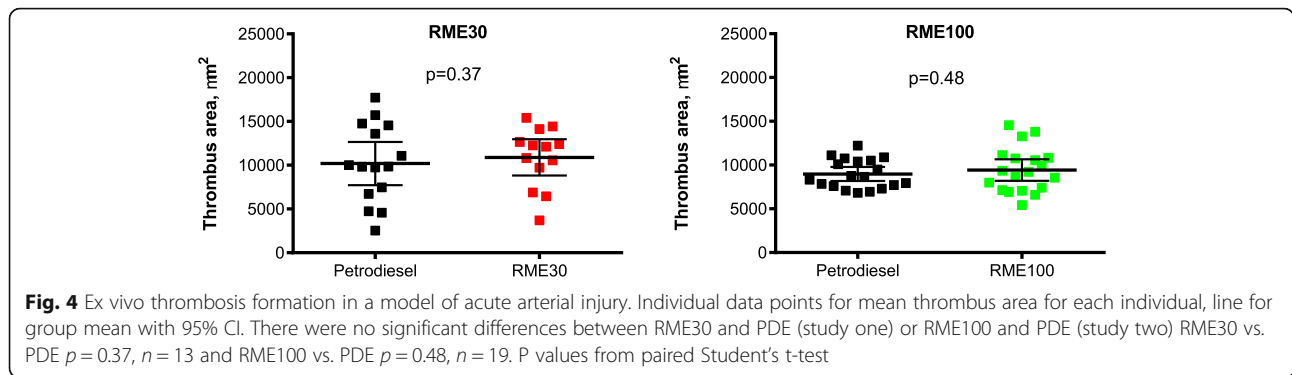 RME30
25000
20000
15000
10000
5000
0
Thrombus area, mm²
p=0.37
Petrodiesel
RME30
RME100
25000
20000
15000
10000
5000
0
Thrombus area, mm²
p=0.48
Petrodiesel
RME100
Fig. 4 Ex vivo thrombosis formation in a model of acute arterial injury. Individual data points for mean thrombus area for each individual, line for
group mean with 95% CI. There were no significant differences between RME30 and PDE (study one) or RME100 and PDE (study two) RME30 vs.
PDE p = 0.37, n = 13 and RME100 vs. PDE p = 0.48, n = 19. P values from paired Student's t-test